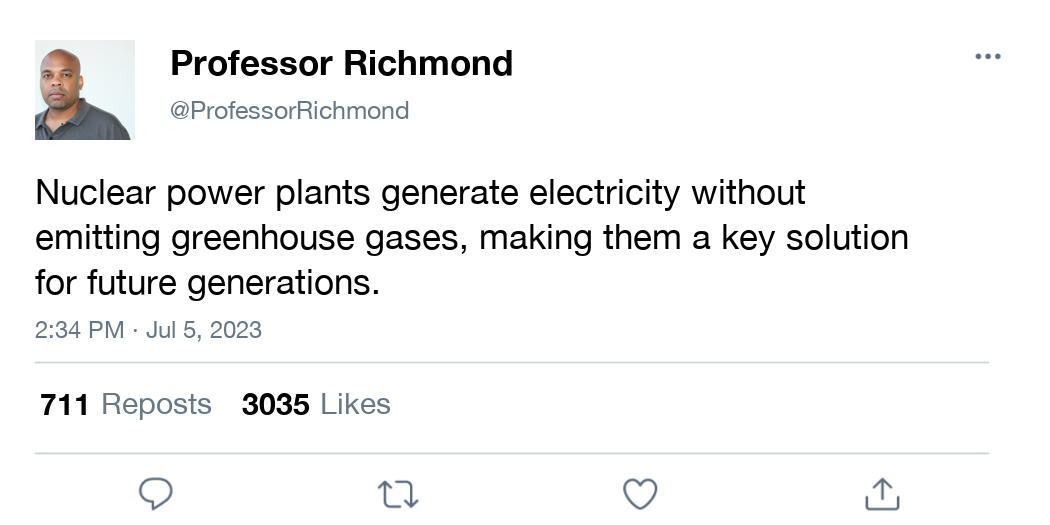 Professor Richmond
@ProfessorRichmond
Nuclear power plants generate electricity without
emitting greenhouse gases, making them a key solution
for future generations.
2:34 PM · Jul 5, 2023
711 Reposts 3035 Likes